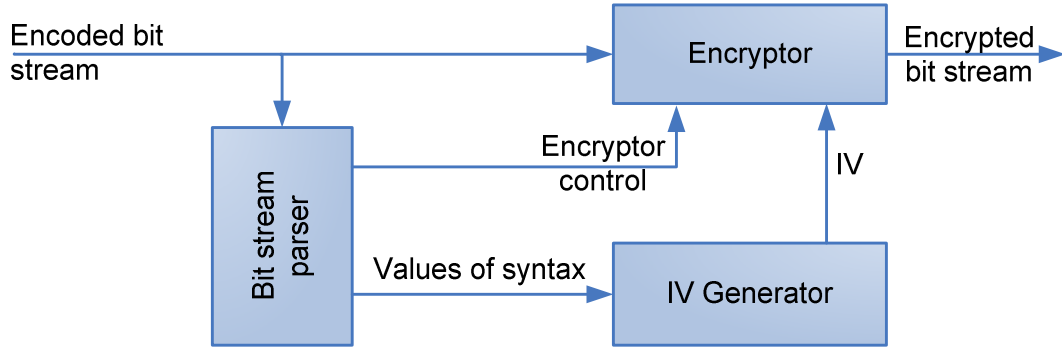 Encoded bit
stream
Encryptor
Encrypted
bit stream
Bit stream
parser
Encryptor
control
IV
Values of syntax
IV Generator